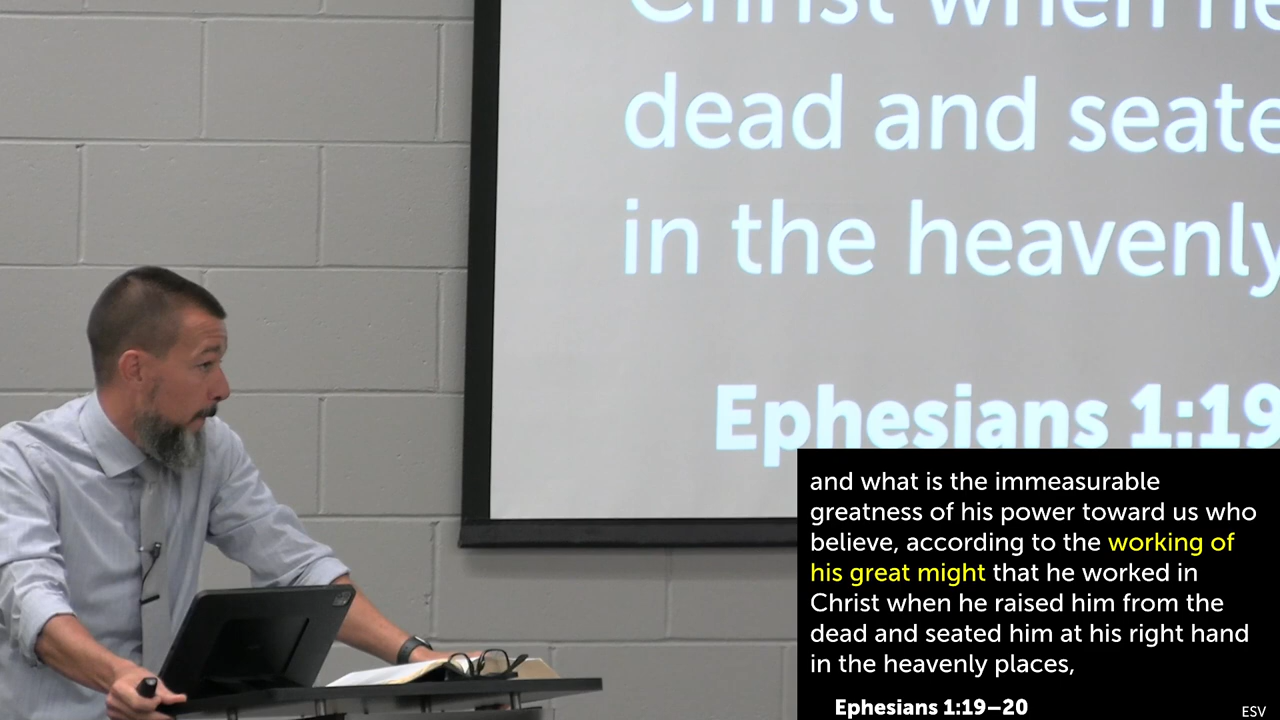 Christ when he
dead and seate
in the heavenly
Ephesians 1:19
and what is the immeasurable
greatness of his power toward us who
believe, according to the working of
his great might that he worked in
Christ when he raised him from the
dead and seated him at his right hand
in the heavenly places,
Ephesians 1:19–20
ESV